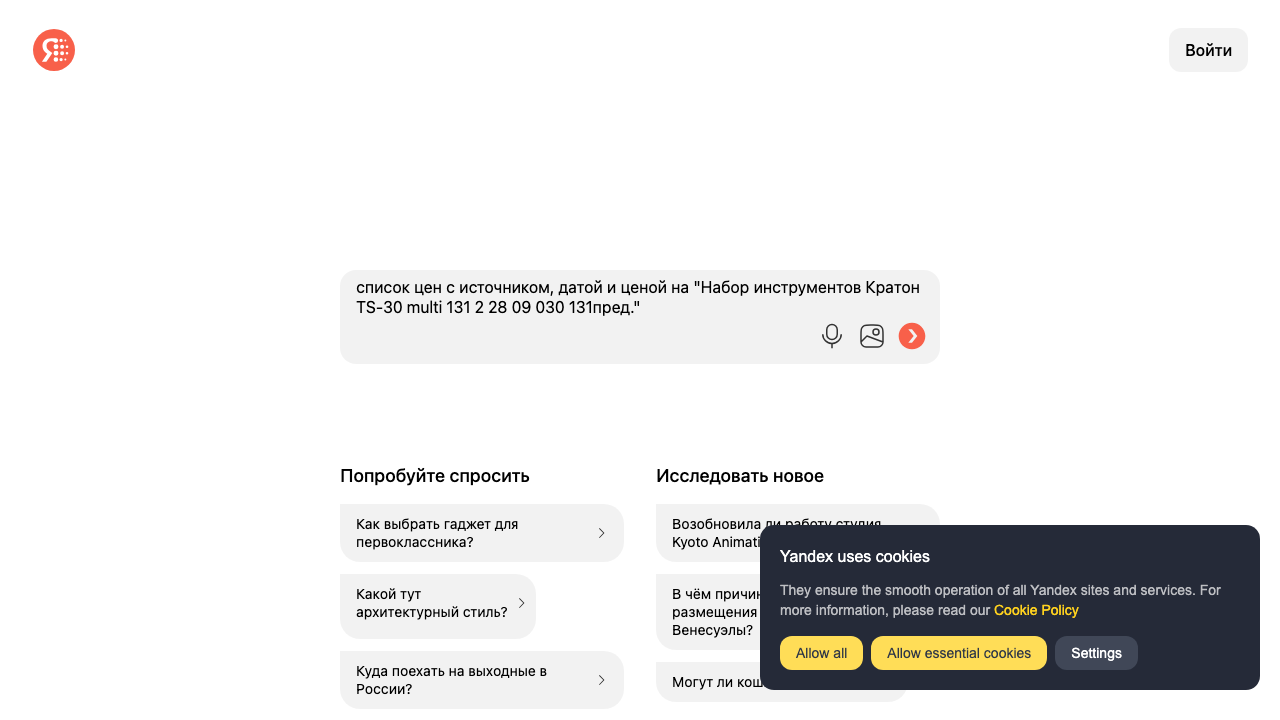 Я
Войти
список цен с источником, датой и ценой на "Набор инструментов Кратон
TS-30 multi 131 2 28 09 030 131пред."
Попробуйте спросить
Исследовать новое
Как выбрать гаджет для
первоклассника?
Какой тут
архитектурный стиль?
Куда поехать на выходные в
России?
Возобновила ли работу студия
Kyoto Animati
В чём причин
размещения
Венесуэлы?
Могут ли кош
Yandex uses cookies
They ensure the smooth operation of all Yandex sites and services. For
more information, please read our Cookie Policy
Allow all
Allow essential cookies
Settings